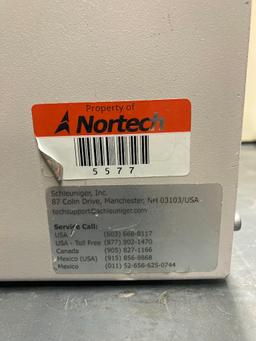 Property of
Nortech
5577
Schleuniger, Inc.
87 Colin Drive, Manchester, NH 03103/USA
techsupport@schleuniger.com
Service Call:
USA (603) 668-8117
USA - Toll Free (877) 902-1470
Canada (905) 827-1166
Mexico (USA) (915) 856-8868
Mexico (011) 52-656-625-0744